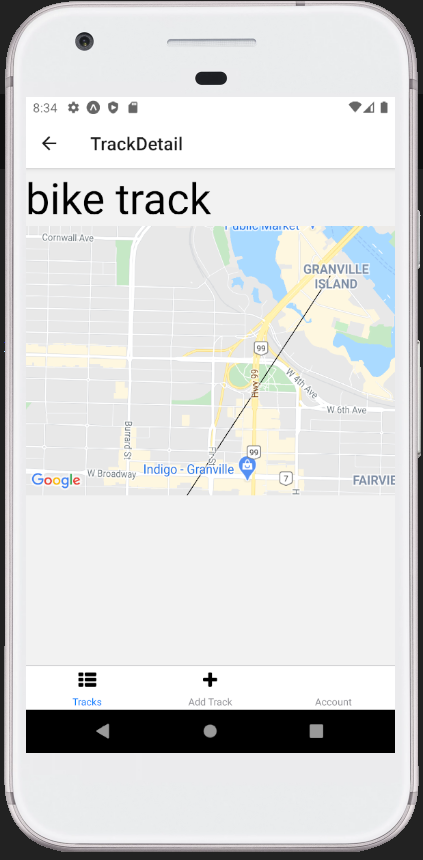 8:34
TrackDetail
bike track
Public Market
Cornwall Ave
GRANVILLE
ISLAND
99
Hwy 99
W 4th Ave
W 6th Ave
Burrard St
99
Indigo - Granville
7
Google
W Broadway
FAIRVIE
Tracks
Add Track
Account